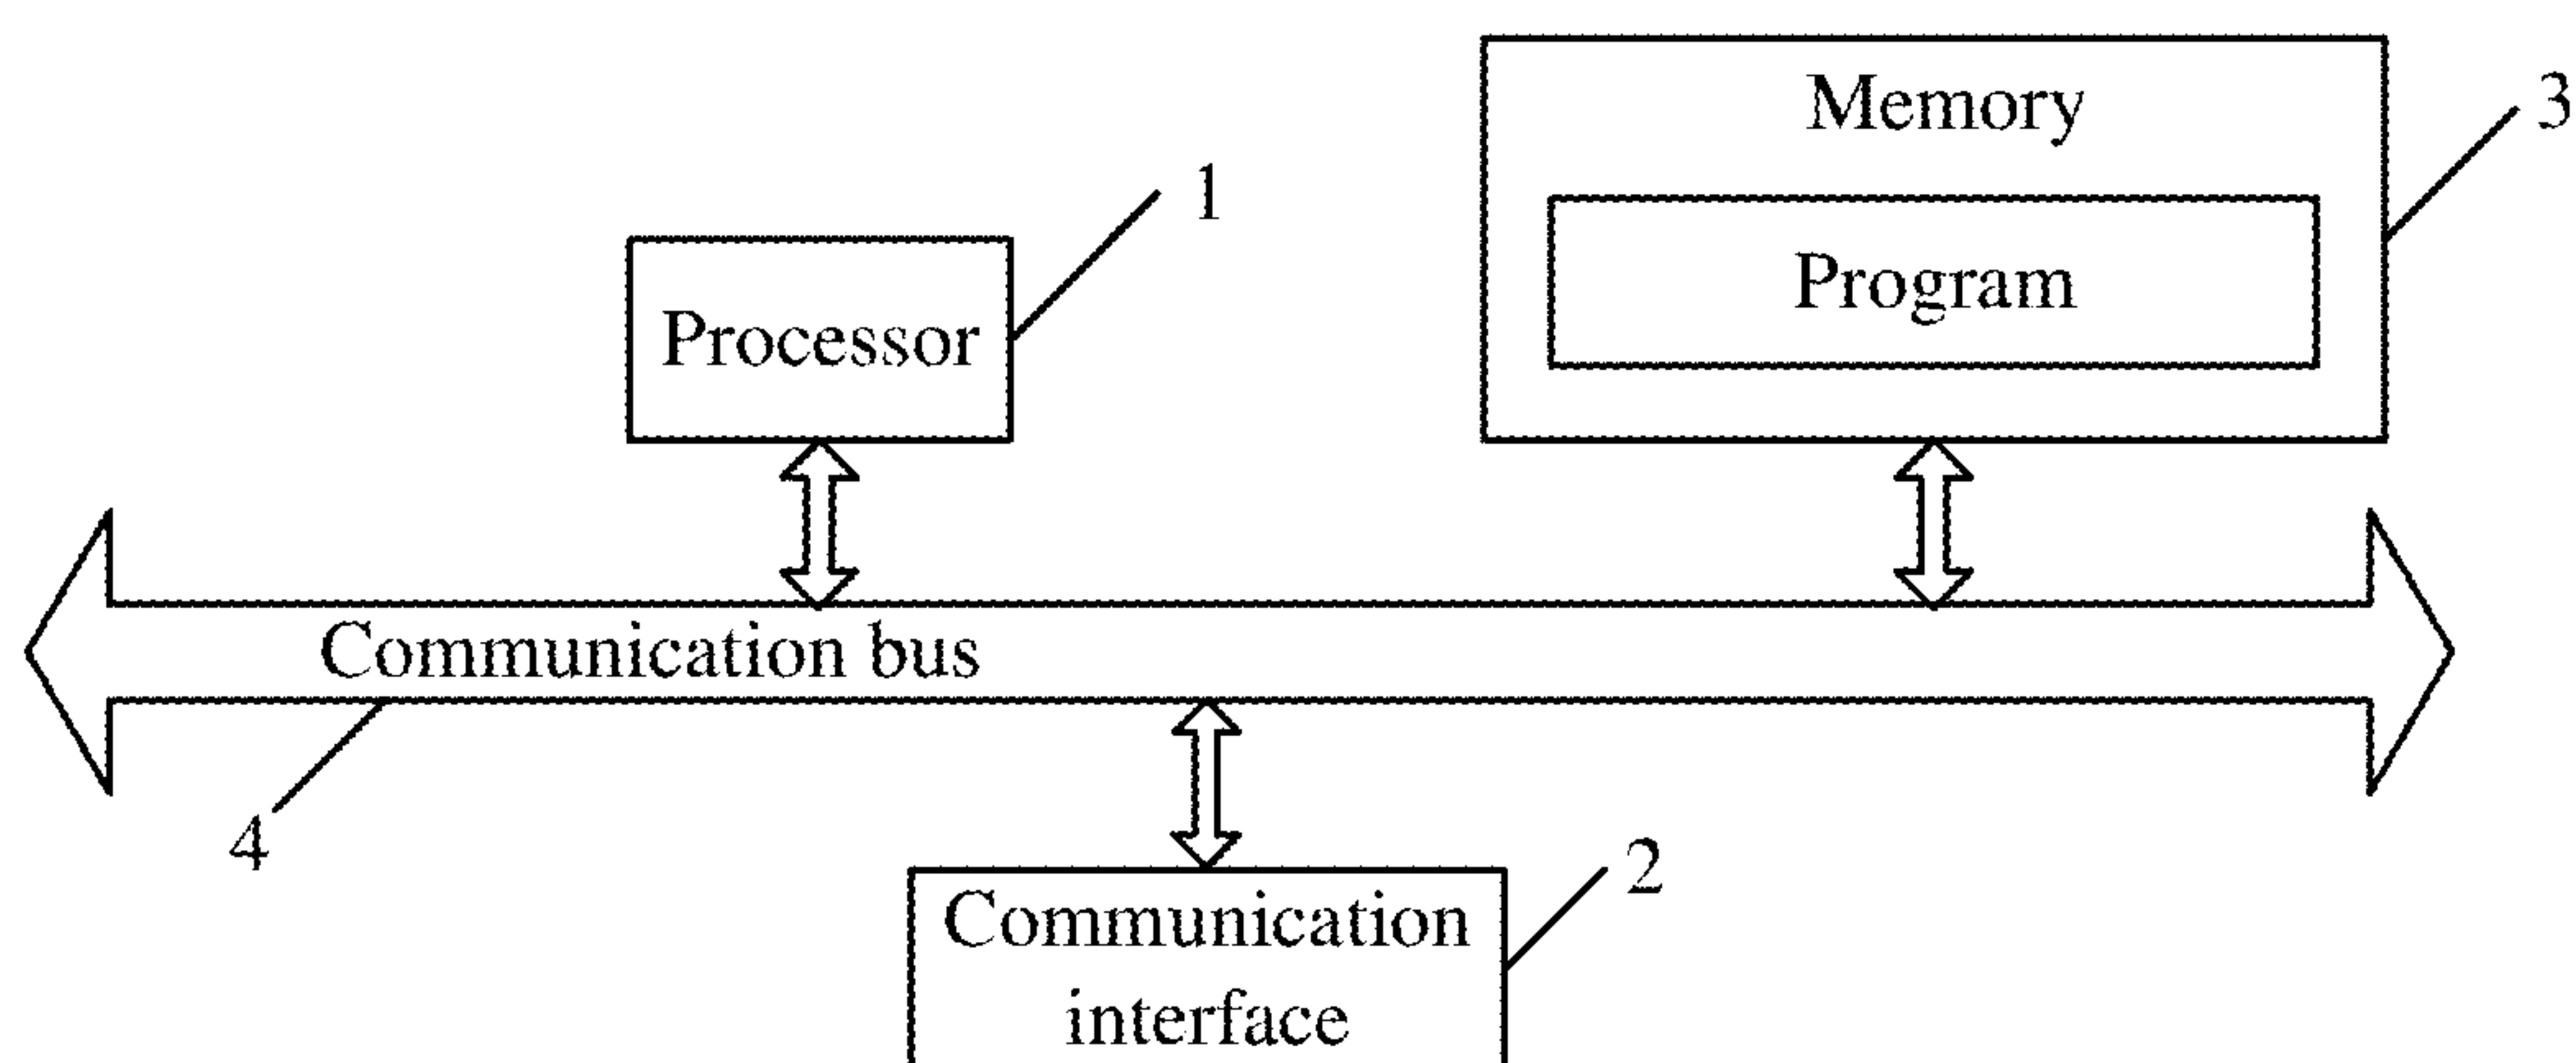 Memory
3
1
Program
Processor
Communication bus
4
2
Communication
interface